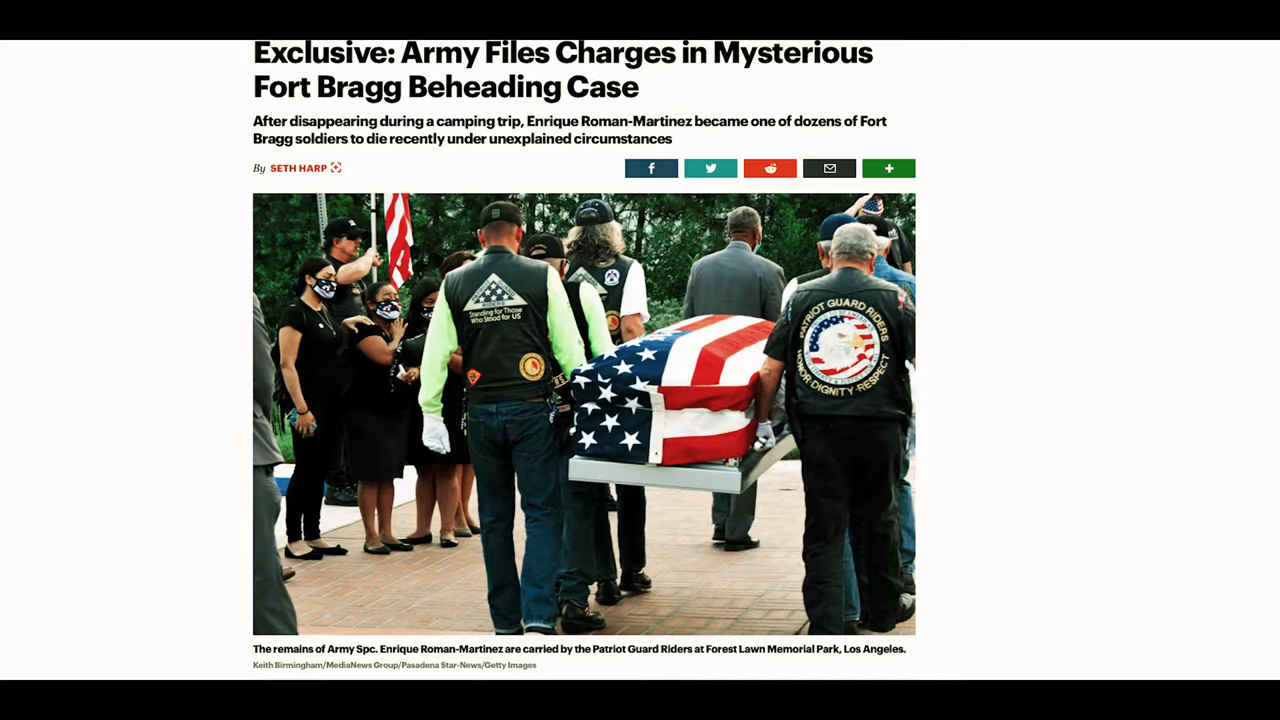 Exclusive: Army Files Charges in Mysterious
Fort Bragg Beheading Case
After disappearing during a camping trip, Enrique Roman-Martinez became one of dozens of Fort
Bragg soldiers to die recently under unexplained circumstances
By SETH HARP
RIDERS
Standing for Those
Who Stood for US
PATRIOT GUARD RIDERS
HONOR·DIGNITY·RESPECT
The remains of Army Spc. Enrique Roman-Martinez are carried by the Patriot Guard Riders at Forest Lawn Memorial Park, Los Angeles.
Keith Birmingham/MediaNews Group/Pasadena Star-News/Getty Images